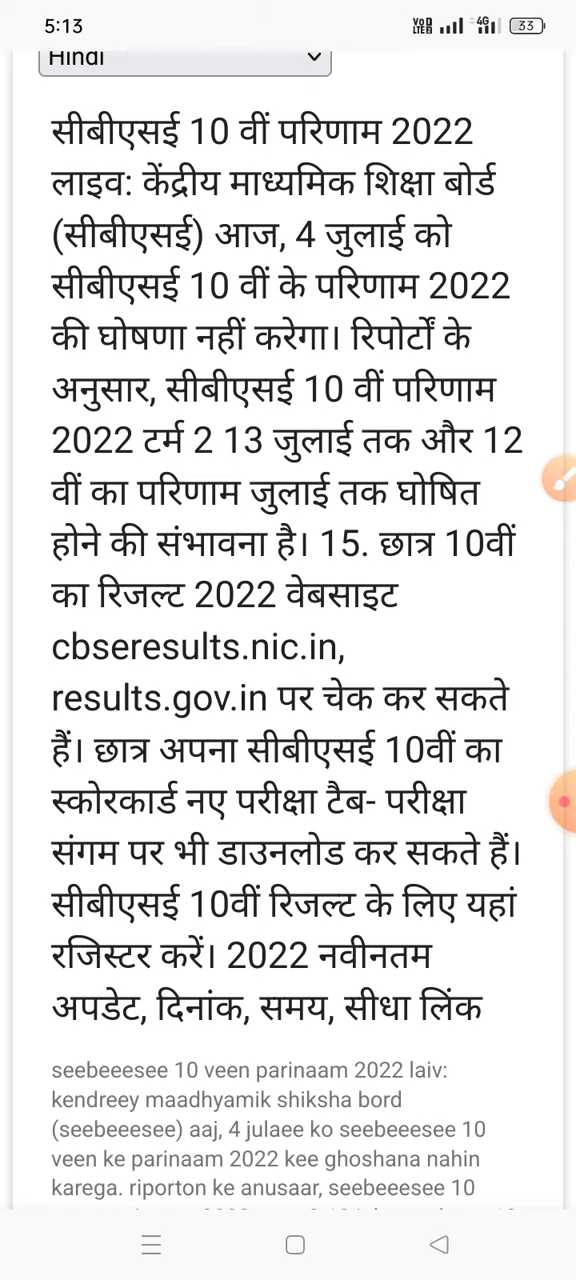 5:13
VoD LTE 4G 33
Hindi
सीबीएसई 10 वीं परिणाम 2022
लाइव: केंद्रीय माध्यमिक शिक्षा बोर्ड
(सीबीएसई) आज, 4 जुलाई को
सीबीएसई 10 वीं के परिणाम 2022
की घोषणा नहीं करेगा। रिपोर्टों के
अनुसार, सीबीएसई 10 वीं परिणाम
2022 टर्म 2 13 जुलाई तक और 12
वीं का परिणाम जुलाई तक घोषित
होने की संभावना है। 15. छात्र 10वीं
का रिजल्ट 2022 वेबसाइट
cbseresults.nic.in,
results.gov.in पर चेक कर सकते
हैं। छात्र अपना सीबीएसई 10वीं का
स्कोरकार्ड नए परीक्षा टैब- परीक्षा
संगम पर भी डाउनलोड कर सकते हैं।
सीबीएसई 10वीं रिजल्ट के लिए यहां
रजिस्टर करें। 2022 नवीनतम
अपडेट, दिनांक, समय, सीधा लिंक
seebeeesee 10 veen parinaam 2022 laiv:
kendreey maadhyamik shiksha bord
(seebeeesee) aaj, 4 julaee ko seebeeesee 10
veen ke parinaam 2022 kee ghoshana nahin
karega. riporton ke anusaar, seebeeesee 10